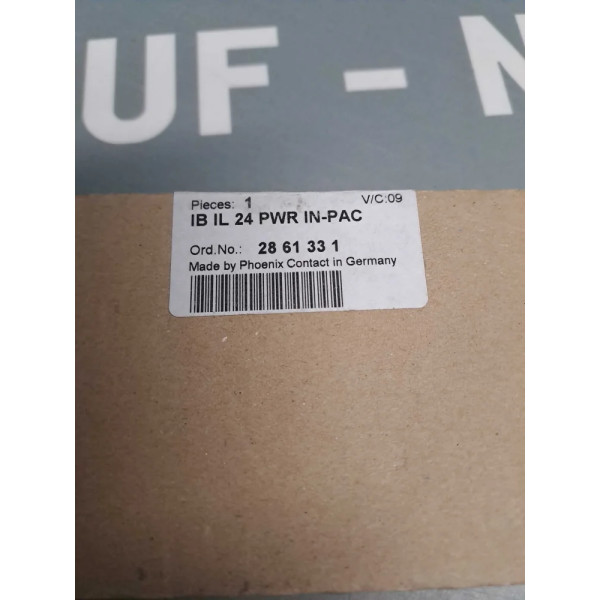 UF - N
Pieces: 1 V/C:09
IB IL 24 PWR IN-PAC
Ord.No.: 28 61 33 1
Made by Phoenix Contact in Germany